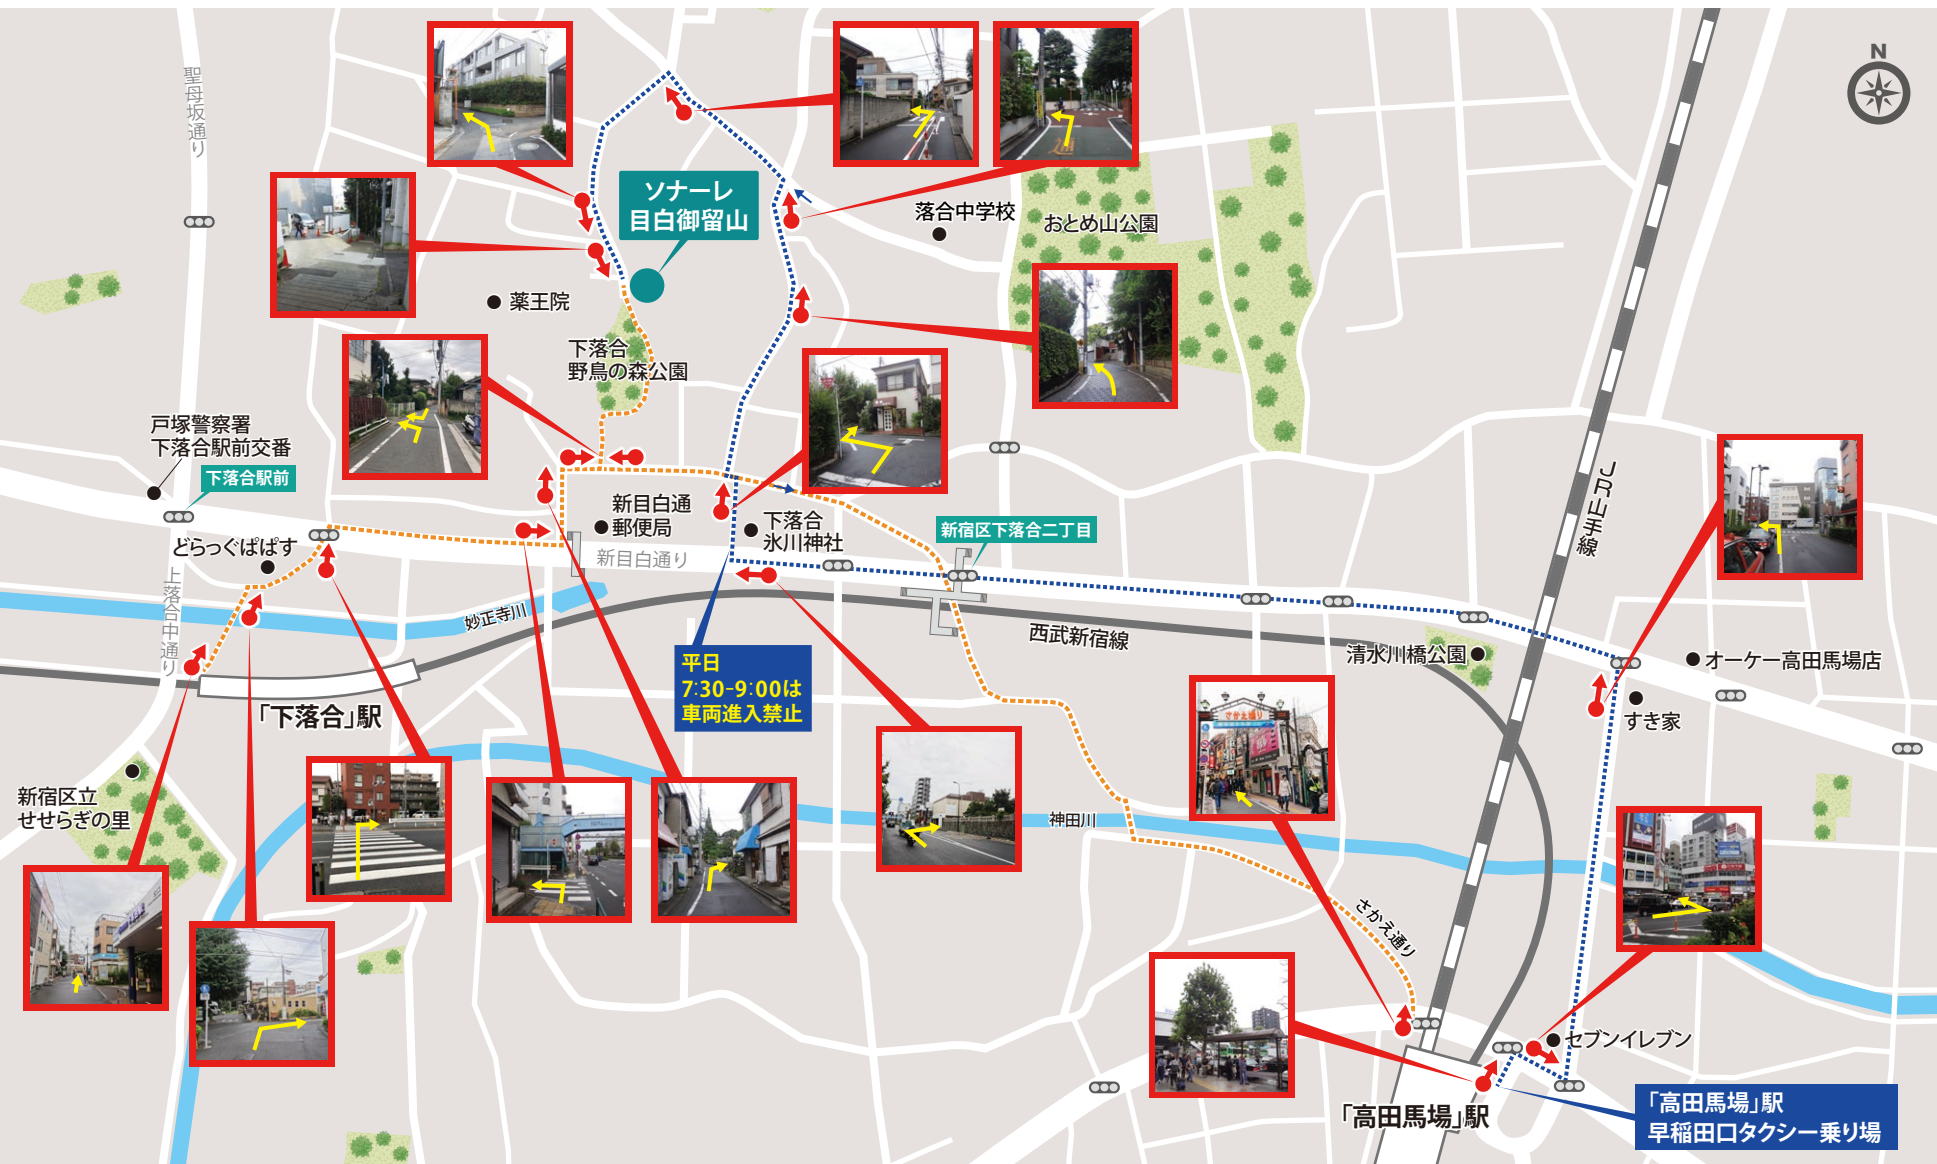 N
聖母坂通り
ソナーレ
目白御留山
落合中学校
おとめ山公園
薬王院
下落合
野鳥の森公園
戸塚警察署
下落合駅前交番
下落合駅前
どらっぐぱぱす
上落合中通り
新目白通
郵便局
下落合
氷川神社
新目白通り
新宿区下落合二丁目
JR山手線
妙正寺川
西武新宿線
清水川橋公園
オーケー高田馬場店
すき家
平日
7:30-9:00は
車両進入禁止
「下落合」駅
新宿区立
せせらぎの里
さかえ通り
神田川
さかえ通り
セブンイレブン
「高田馬場」駅
「高田馬場」駅
早稲田口タクシー乗り場